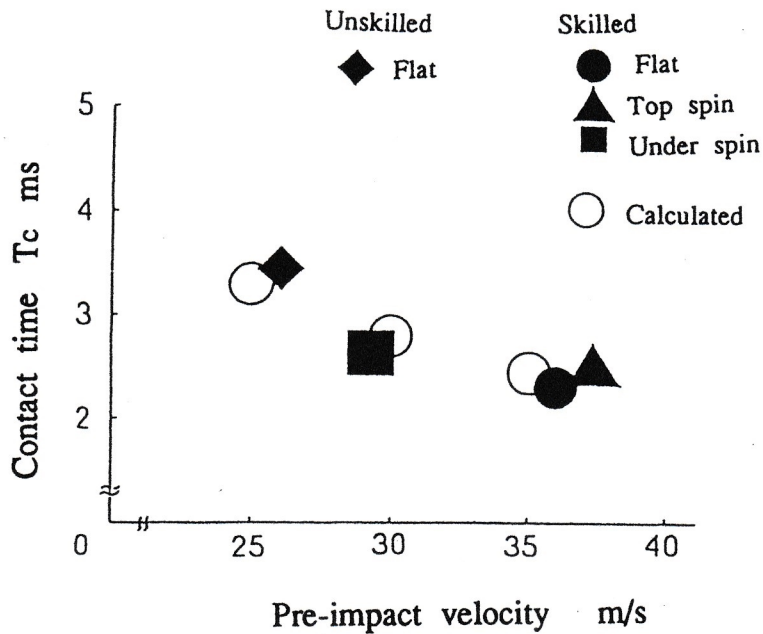 Unskilled Skilled
Flat Flat
Top spin
Under spin
Calculated
5
4
3
2
0 25 30 35 40
Contact time Tc ms
Pre-impact velocity m/s